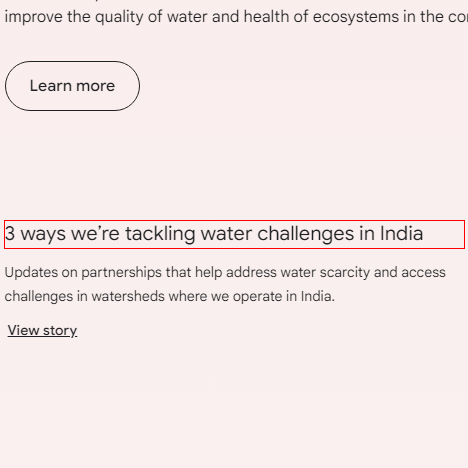 improve the quality of water and health of ecosystems in the
Learn more
3 ways we’re tackling water challenges in India
Updates on partnerships that help address water scarcity and access
challenges in watersheds where we operate in India.
View story